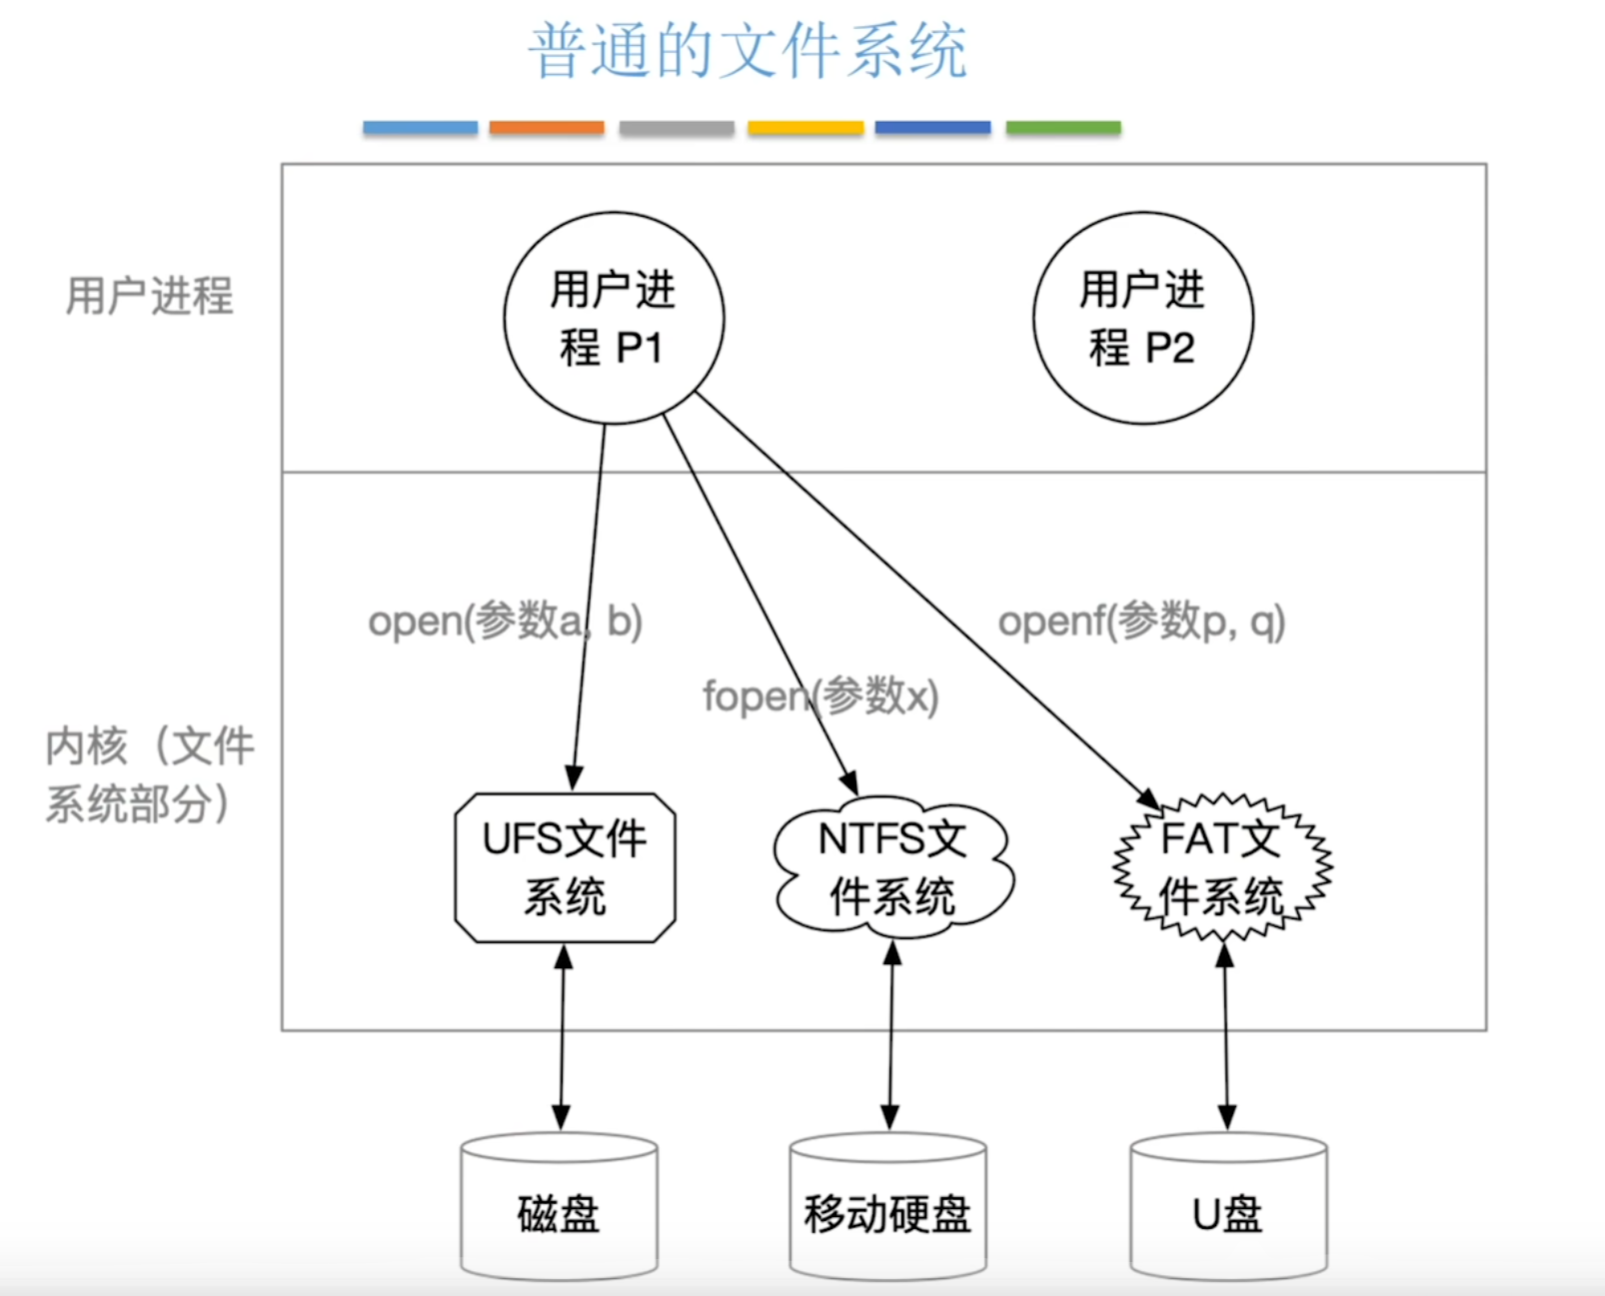 普通的文件系统
用户进程
用户进
程 P1
用户进
程 P2
open(参数a, b)
openf(参数p, q)
fopen(参数x)
内核（文件
系统部分）
UFS文件
系统
NTFS文
件系统
FAT文
件系统
磁盘
移动硬盘
U盘